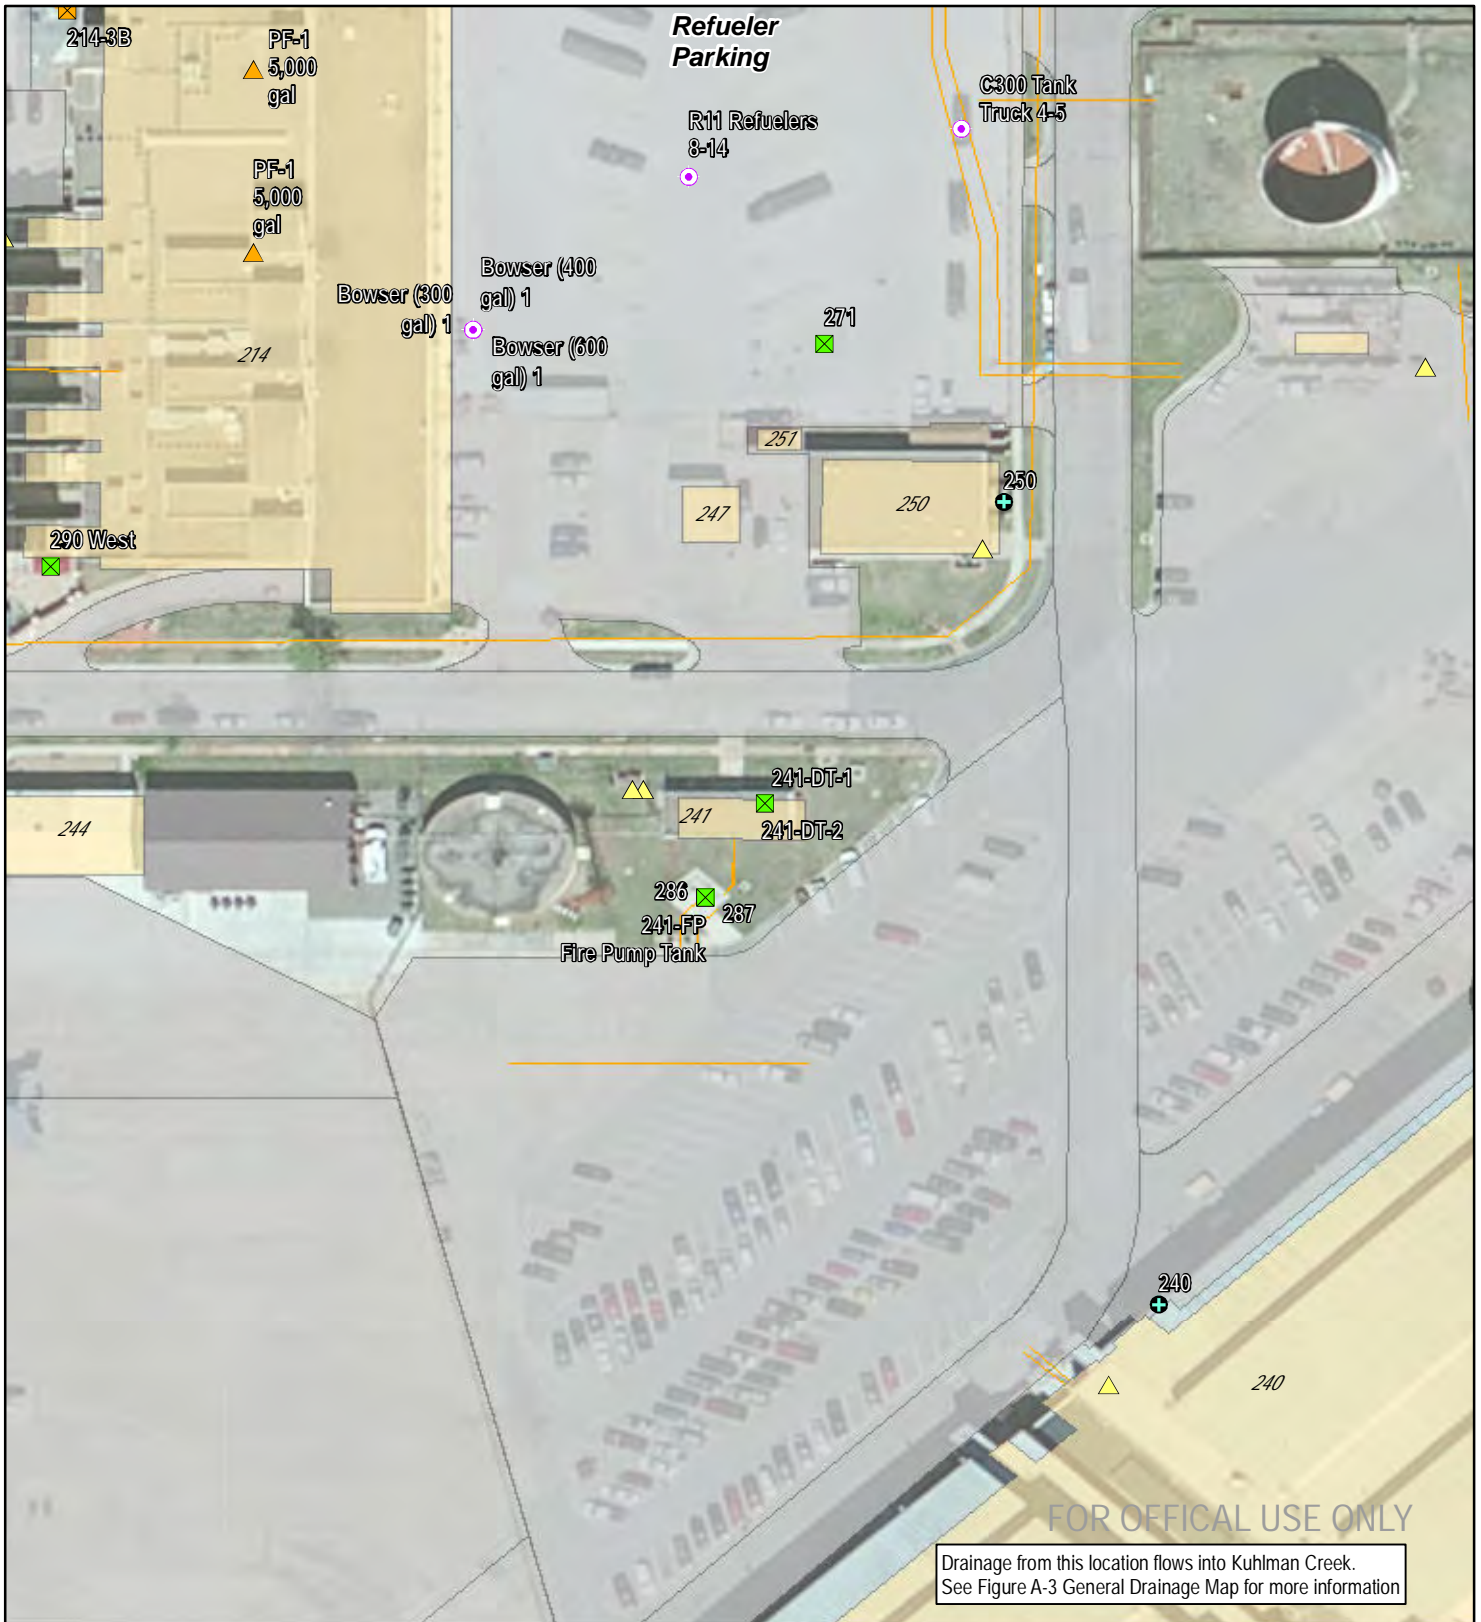 Refueler
Parking
214-3B
PF-1
5,000
gal
C300 Tank
Truck 4-5
R11 Refuelers
8-14
PF-1
5,000
gal
Bowser (400
gal) 1
Bowser (300
gal) 1
Bowser (600
gal) 1
271
214
251
250
247
250
290 West
241-DT-1
241
241-DT-2
244
286
287
241-FP
Fire Pump Tank
240
240
FOR OFFICAL USE ONLY
Drainage from this location flows into Kuhlman Creek.
See Figure A-3 General Drainage Map for more information